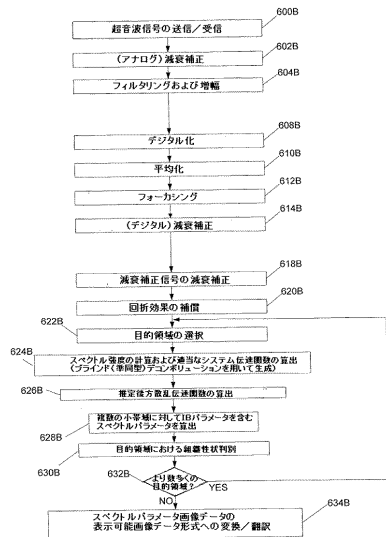 600B
超音波信号の送信／受信
602B
(アナログ)減衰補正
604B
フィルタリングおよび増幅
608B
デジタル化
610B
平均化
612B
フォーカシング
614B
(デジタル)減衰補正
618B
減衰補正信号の減衰補正
620B
回折効果の補償
622B
目的領域の選択
624B
スペクトル強度の計算および適当なシステム伝達関数の算出
(ブラインド(準同型)デコンボリューションを用いて生成)
626B
推定後方散乱伝達関数の算出
複数の小帯域に対してIBパラメータを含む
スペクトルパラメータを算出
628B
目的領域における組織性状判別
630B
632B
より数多くの
目的領域？
YES
NO
634B
スペクトルパラメータ画像データの
表示可能画像データ形式への変換/翻訳